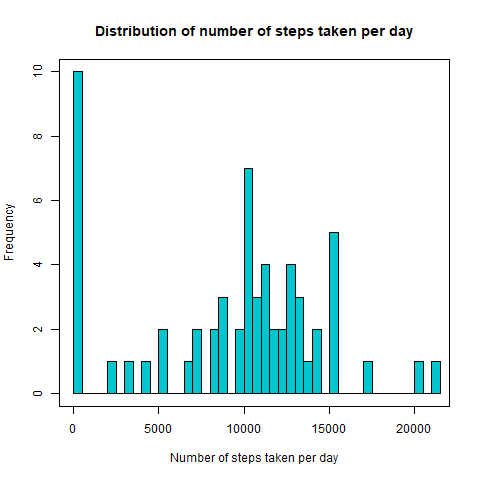 Distribution of number of steps taken per day
10
8
6
4
2
0
Frequency
0 5000 10000 15000 20000
Number of steps taken per day